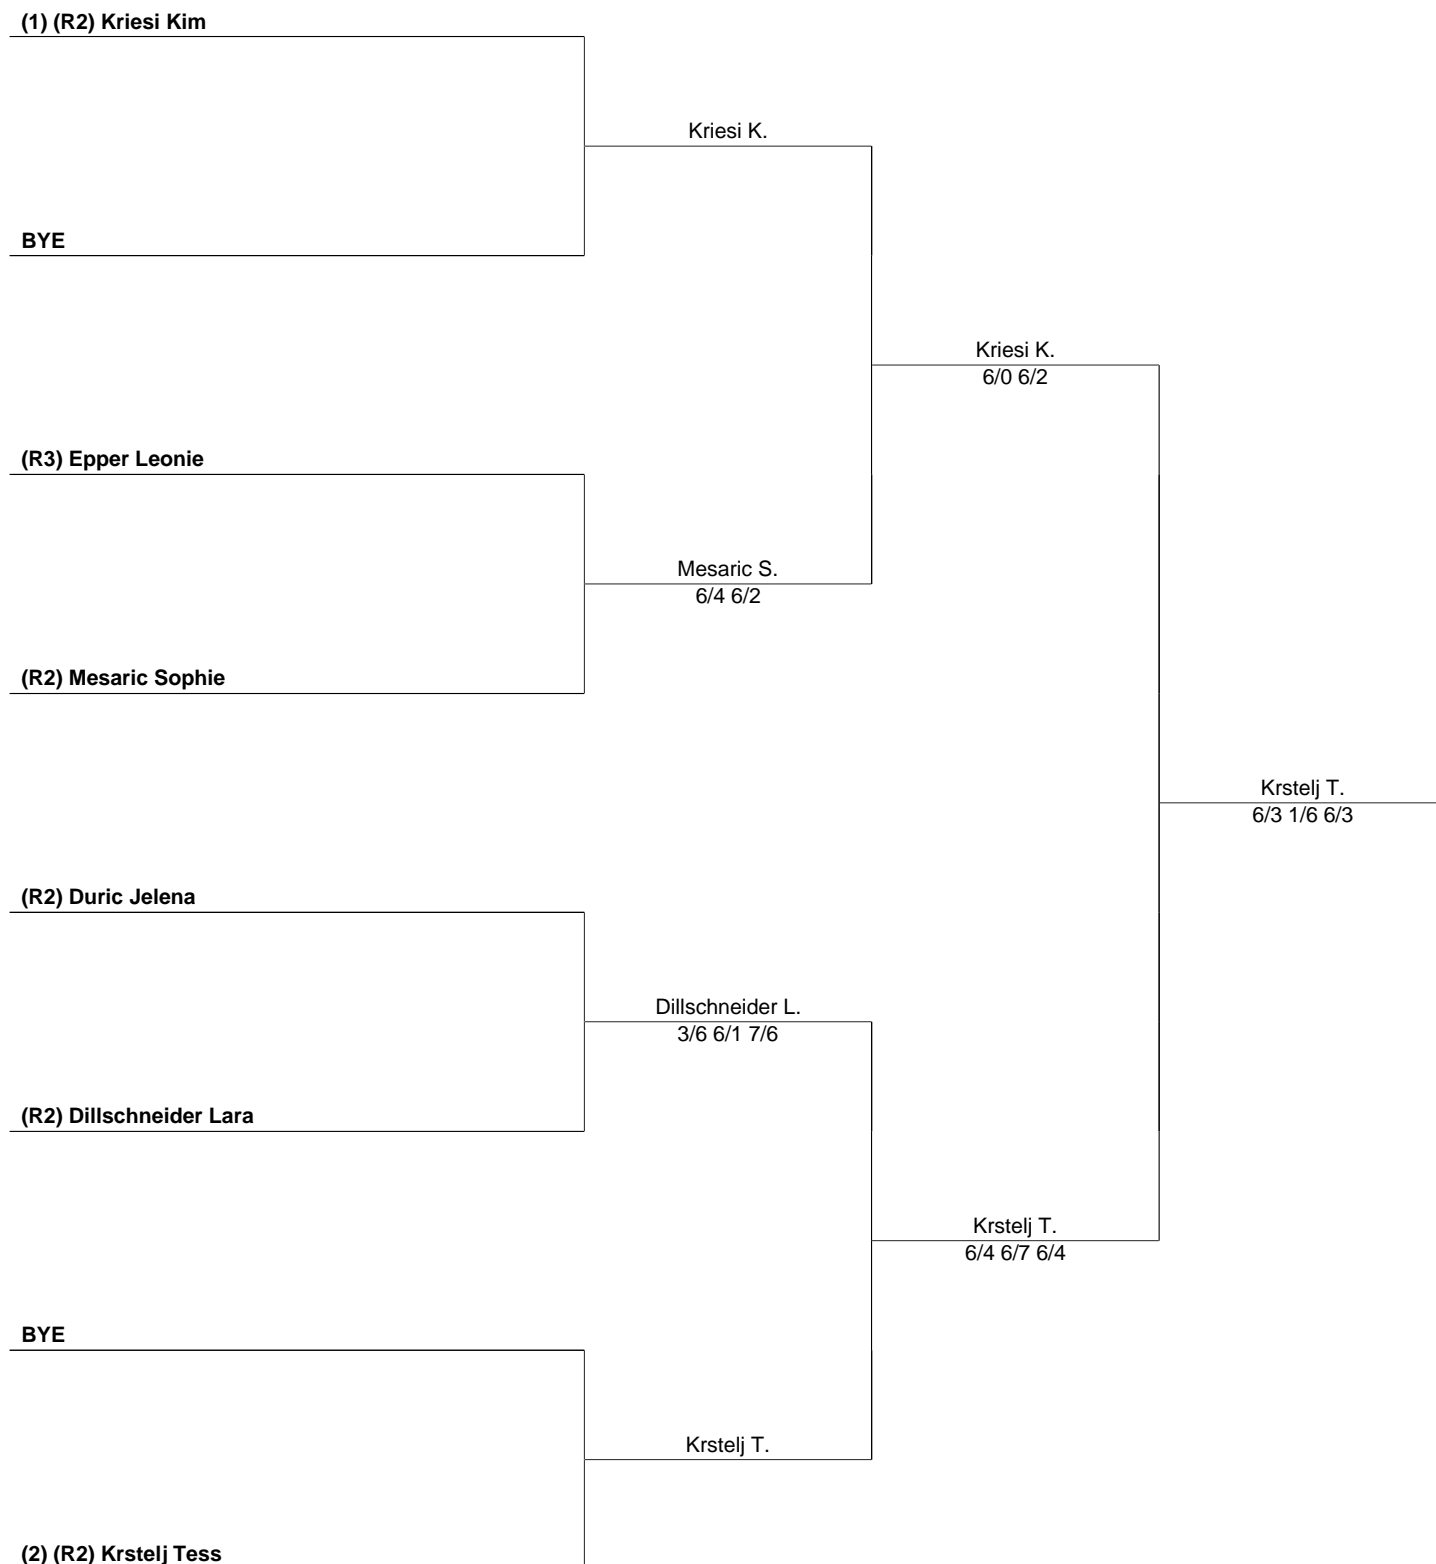 (1) (R2) Kriesi Kim
Kriesi K.
BYE
Kriesi K.
6/0 6/2
(R3) Epper Leonie
Mesaric S.
6/4 6/2
(R2) Mesaric Sophie
Krstelj T.
6/3 1/6 6/3
(R2) Duric Jelena
Dillschneider L.
3/6 6/1 7/6
(R2) Dillschneider Lara
Krstelj T.
6/4 6/7 6/4
BYE
Krstelj T.
(2) (R2) Krstelj Tess